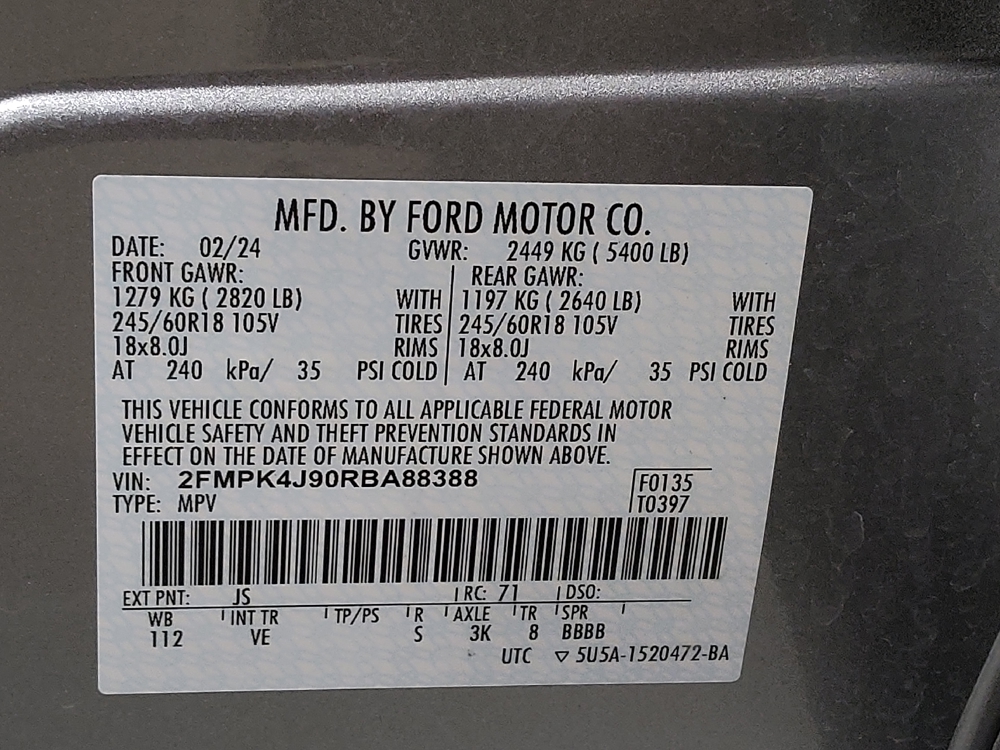 MFD. BY FORD MOTOR CO.
DATE: 02/24 GVWR: 2449 KG ( 5400 LB)
FRONT GAWR: REAR GAWR:
1279 KG ( 2820 LB) WITH 1197 KG ( 2640 LB) WITH
245/60R18 105V TIRES 245/60R18 105V TIRES
18x8.0J RIMS 18x8.0J RIMS
AT 240 kPa/ 35 PSI COLD AT 240 kPa/ 35 PSI COLD
THIS VEHICLE CONFORMS TO ALL APPLICABLE FEDERAL MOTOR
VEHICLE SAFETY AND THEFT PREVENTION STANDARDS IN
EFFECT ON THE DATE OF MANUFACTURE SHOWN ABOVE.
VIN: 2FMPK4J90RBA88388 F0135
TYPE: MPV T0397
EXT PNT: JS RC: 71 DSO:
WB INT TR TP/PS R AXLE TR SPR
112 VE S 3K 8 BBBB
UTC ▽ 5U5A-1520472-BA